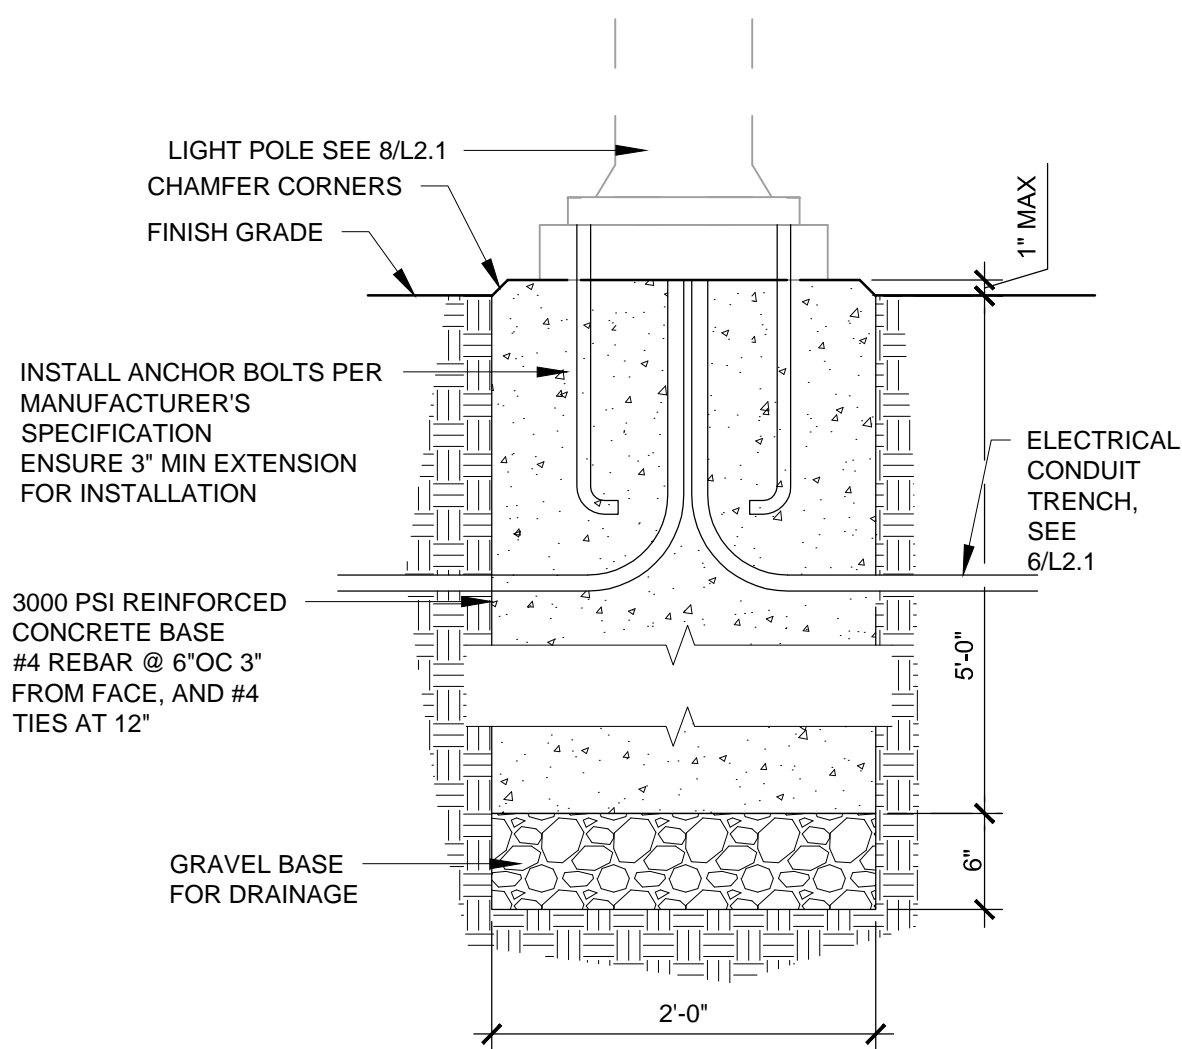 LIGHT POLE SEE 8/L2.1
CHAMFER CORNERS
FINISH GRADE
1" MAX
INSTALL ANCHOR BOLTS PER
MANUFACTURER'S
SPECIFICATION
ENSURE 3" MIN EXTENSION
FOR INSTALLATION
ELECTRICAL
CONDUIT
TRENCH,
SEE
6/L2.1
3000 PSI REINFORCED
CONCRETE BASE
#4 REBAR @ 6"OC 3"
FROM FACE, AND #4
TIES AT 12"
5'-0"
GRAVEL BASE
FOR DRAINAGE
6"
2'-0"